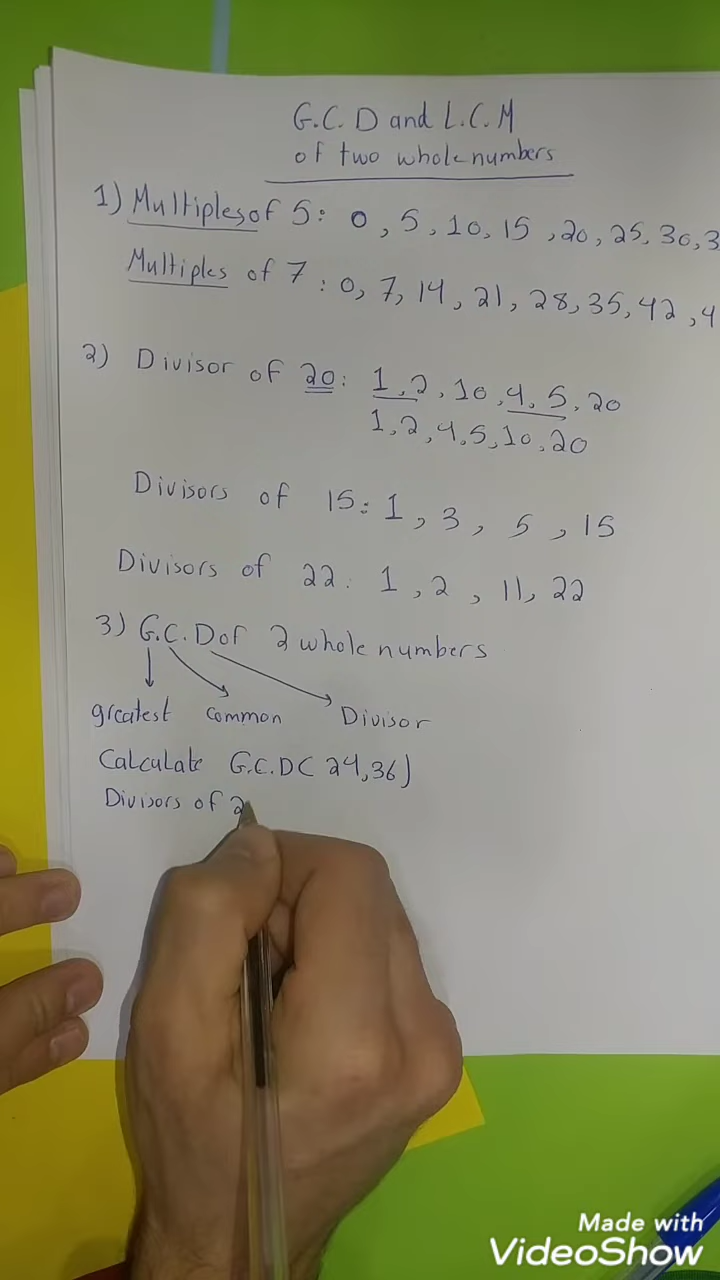 G.C.D and L.C.M
of two whole numbers
1) Multiples of 5: 0, 5, 10, 15, 20, 25, 30, 3
Multiples of 7: 0, 7, 14, 21, 28, 35, 42, 4
2) Divisor of 20: 1, 2, 10, 4, 5, 20
1, 2, 4, 5, 10, 20
Divisors of 15: 1, 3, 5, 15
Divisors of 22: 1, 2, 11, 22
3) G.C.D of 2 whole numbers
greatest common Divisor
Calculate G.C.D( 24, 36)
Divisors of 2
Made with
VideoShow